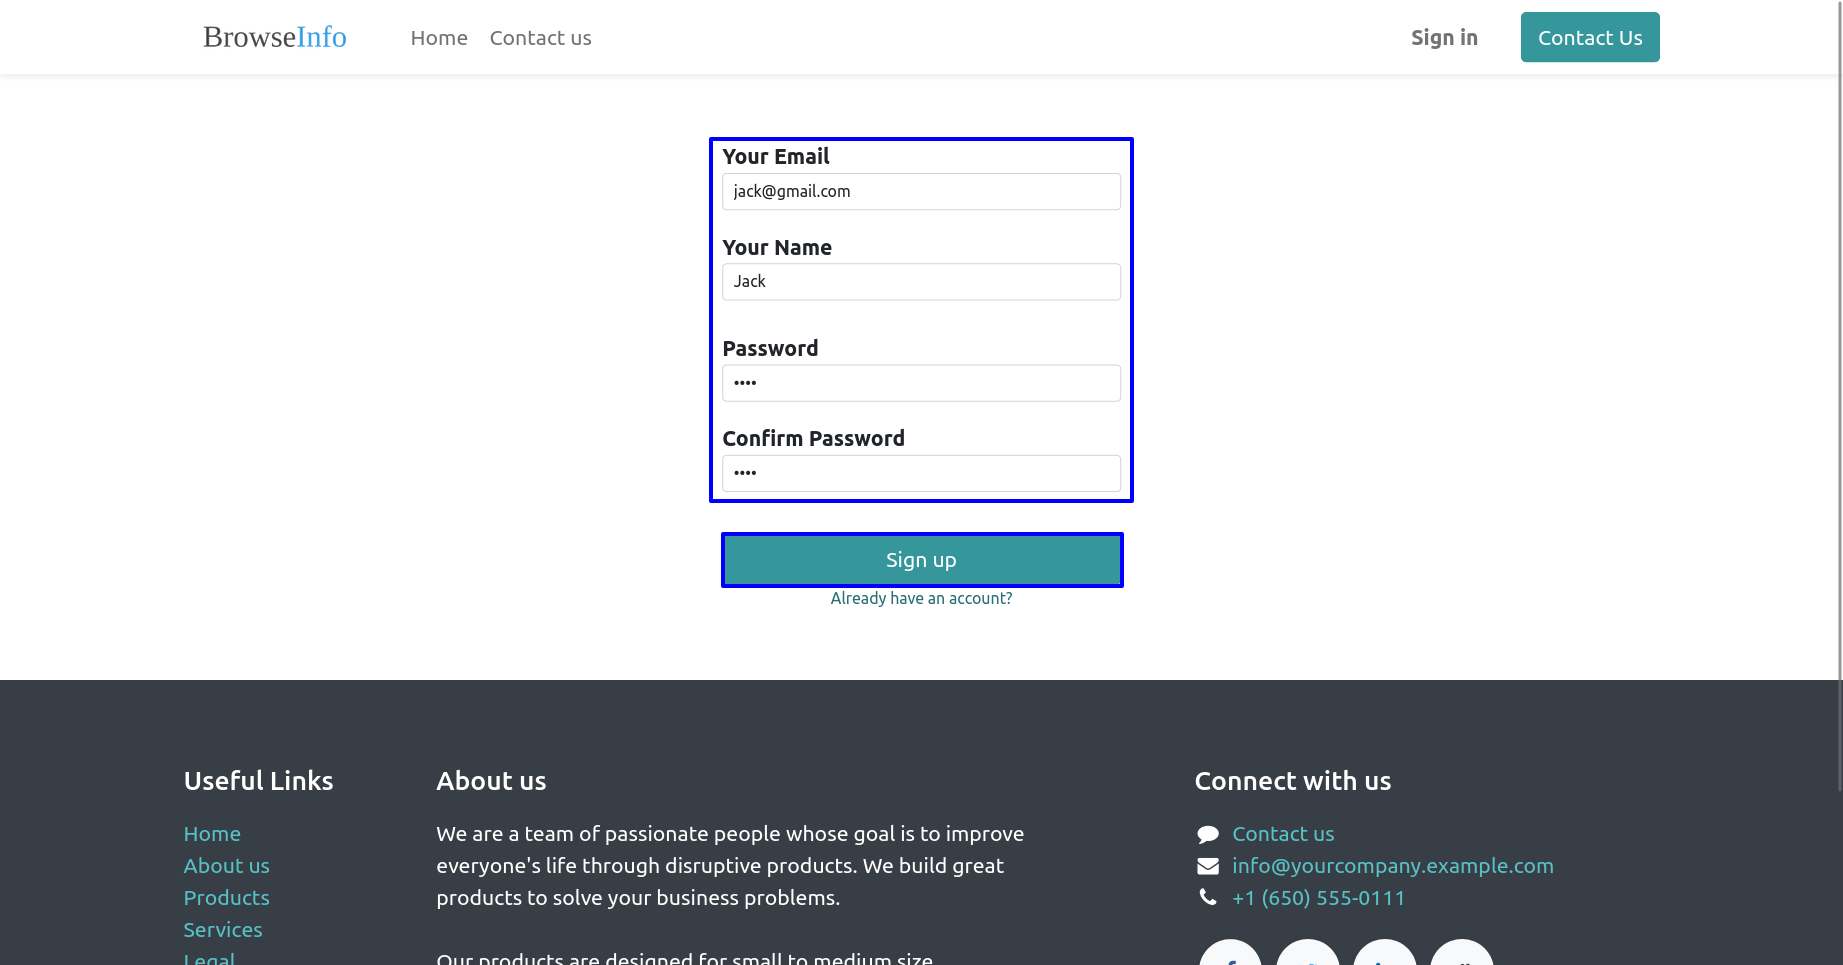 BrowseInfo Home Contact us Sign in Contact Us
Your Email
jack@gmail.com
Your Name
Jack
Password
••••
Confirm Password
••••
Sign up
Already have an account?
Useful Links
Home
About us
Products
Services
Legal
About us
We are a team of passionate people whose goal is to improve
everyone's life through disruptive products. We build great
products to solve your business problems.
Our products are designed for small to medium size
Connect with us
Contact us
info@yourcompany.example.com
+1 (650) 555-0111